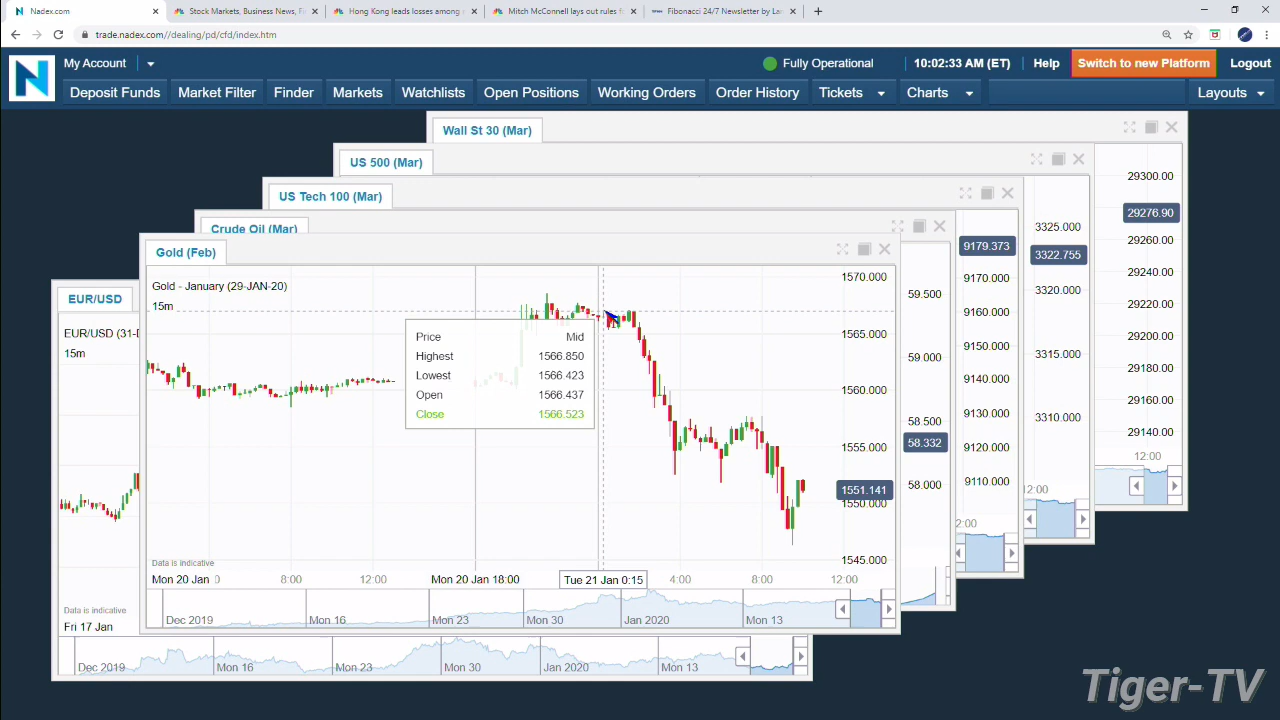 Nadex.com
Stock Markets, Business News, Fi
Hong Kong leads losses among
Mitch McConnell lays out rules f
Fibonacci 24/7 Newsletter by La
trade.nadex.com//dealing/pd/cfd/index.htm
My Account
Fully Operational
10:02:33 AM (ET)
Help
Switch to new Platform
Logout
Deposit Funds
Market Filter
Finder
Markets
Watchlists
Open Positions
Working Orders
Order History
Tickets
Charts
Layouts
Wall St 30 (Mar)
US 500 (Mar)
US Tech 100 (Mar)
Crude Oil (Mar)
Gold (Feb)
EUR/USD
29300.00
29276.90
29260.00
29240.00
29220.00
29200.00
29180.00
29160.00
29140.00
12:00
3325.000
3322.755
3320.000
3315.000
3310.000
12:00
9179.373
9170.000
9160.000
9150.000
9140.000
9130.000
9120.000
9110.000
2:00
59.500
59.000
58.500
58.332
58.000
Gold - January (29-JAN-20)
15m
Price Mid
Highest 1566.850
Lowest 1566.423
Open 1566.437
Close 1566.523
1570.000
1565.000
1560.000
1555.000
1551.141
1550.000
1545.000
Data is indicative
Mon 20 Jan
0
8:00
12:00
Mon 20 Jan 18:00
Tue 21 Jan 0:15
4:00
8:00
12:00
Dec 2019
Mon 16
Mon 23
Mon 30
Jan 2020
Mon 13
EUR/USD (31-D
15m
Data is indicative
Fri 17 Jan
Dec 2019
Mon 16
Mon 23
Mon 30
Jan 2020
Mon 13
Tiger-TV